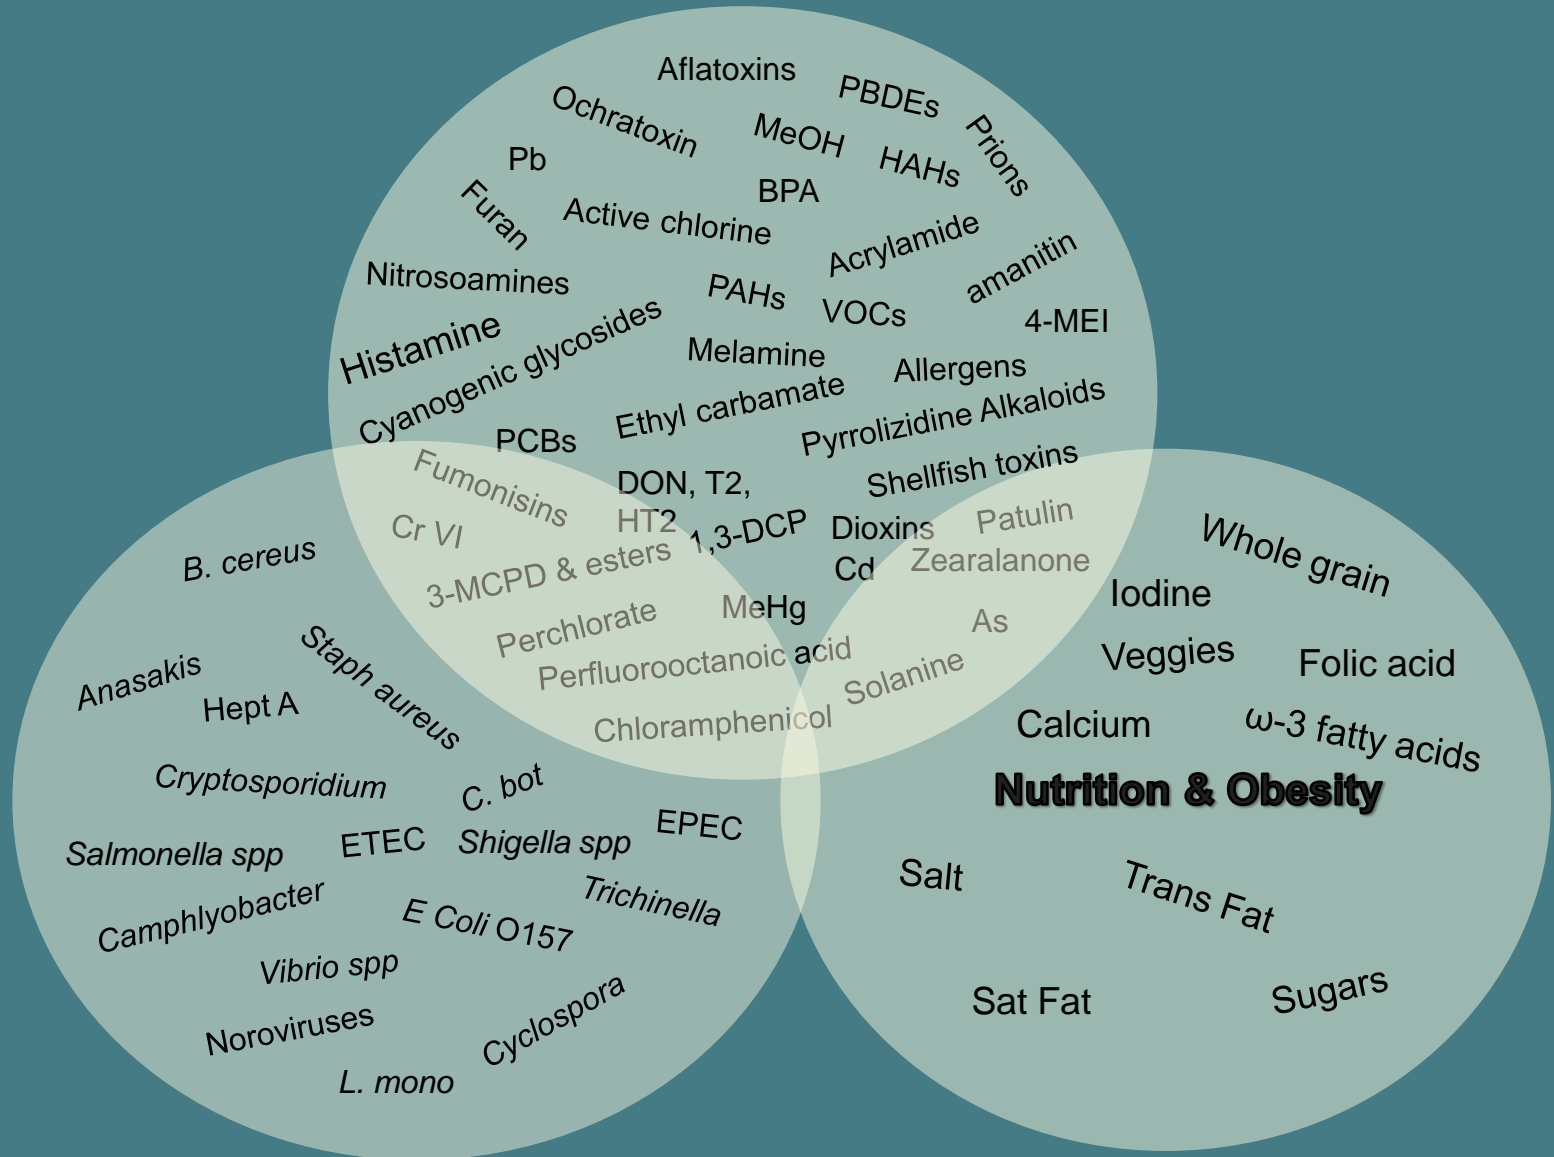 Aflatoxins
PBDEs
Ochratoxin
MeOH
Prions
Pb
HAHs
BPA
Furan
Active chlorine
Acrylamide
amanitin
Nitrosoamines
PAHs
VOCs
4-MEI
Histamine
Cyanogenic glycosides
Melamine
Allergens
Ethyl carbamate
Pyrrolizidine Alkaloids
PCBs
Fumonisins
DON, T2,
HT2
Shellfish toxins
Cr VI
1,3-DCP
Dioxins
Patulin
3-MCPD & esters
Cd
Zearalanone
Perchlorate
MeHg
As
Perfluorooctanoic acid
Solanine
Chloramphenicol
B. cereus
Staph aureus
Anasakis
Hept A
Cryptosporidium
C. bot
Salmonella spp
ETEC
Shigella spp
EPEC
Camphlyobacter
E Coli O157
Trichinella
Vibrio spp
Noroviruses
Cyclospora
L. mono
Whole grain
Iodine
Veggies
Folic acid
Calcium
ω-3 fatty acids
Nutrition & Obesity
Salt
Trans Fat
Sat Fat
Sugars